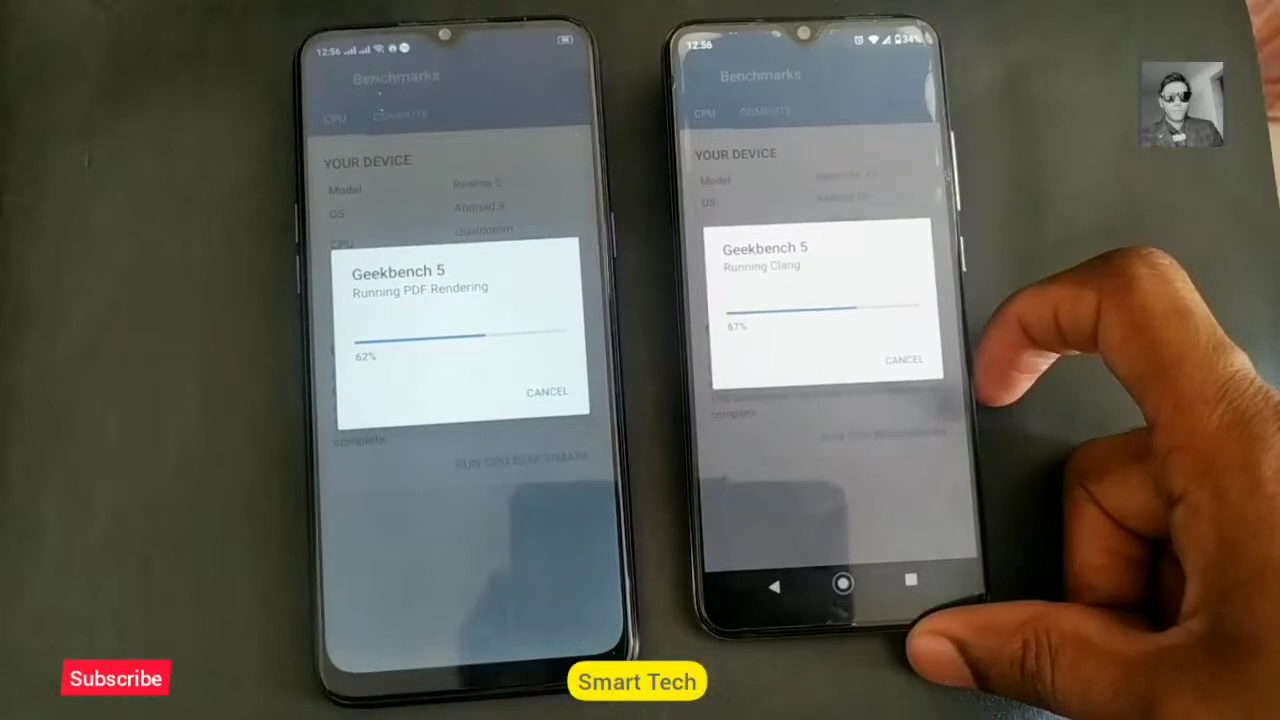 12:56
Benchmarks
CPU COMPUTE
YOUR DEVICE
Model Realme 5
OS Android 9
CPU Qualcomm
Geekbench 5
Running PDF Rendering
62%
CANCEL
complete
RUN CPU BENCHMARK
12:56 34%
Benchmarks
CPU COMPUTE
YOUR DEVICE
Model
OS
Geekbench 5
Running Clang
67%
CANCEL
complete
Subscribe
Smart Tech